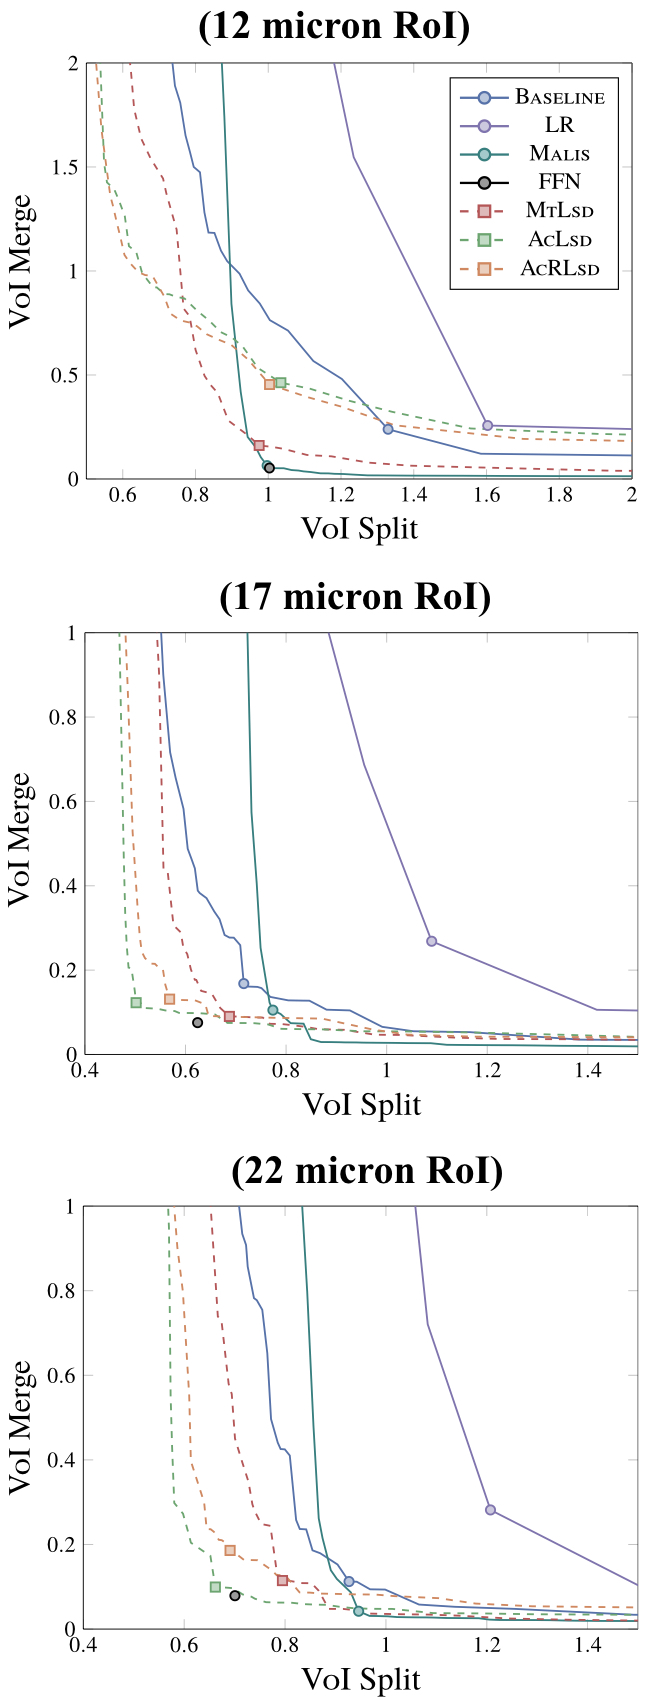 (12 micron RoI)
2
1.5
1
0.5
0
VoI Merge
0.6 0.8 1 1.2 1.4 1.6 1.8 2
VoI Split
Baseline
LR
Malis
FFN
MtLsd
AcLsd
AcRLsd
(17 micron RoI)
1
0.8
0.6
0.4
0.2
0
VoI Merge
0.4 0.6 0.8 1 1.2 1.4
VoI Split
(22 micron RoI)
1
0.8
0.6
0.4
0.2
0
VoI Merge
0.4 0.6 0.8 1 1.2 1.4
VoI Split